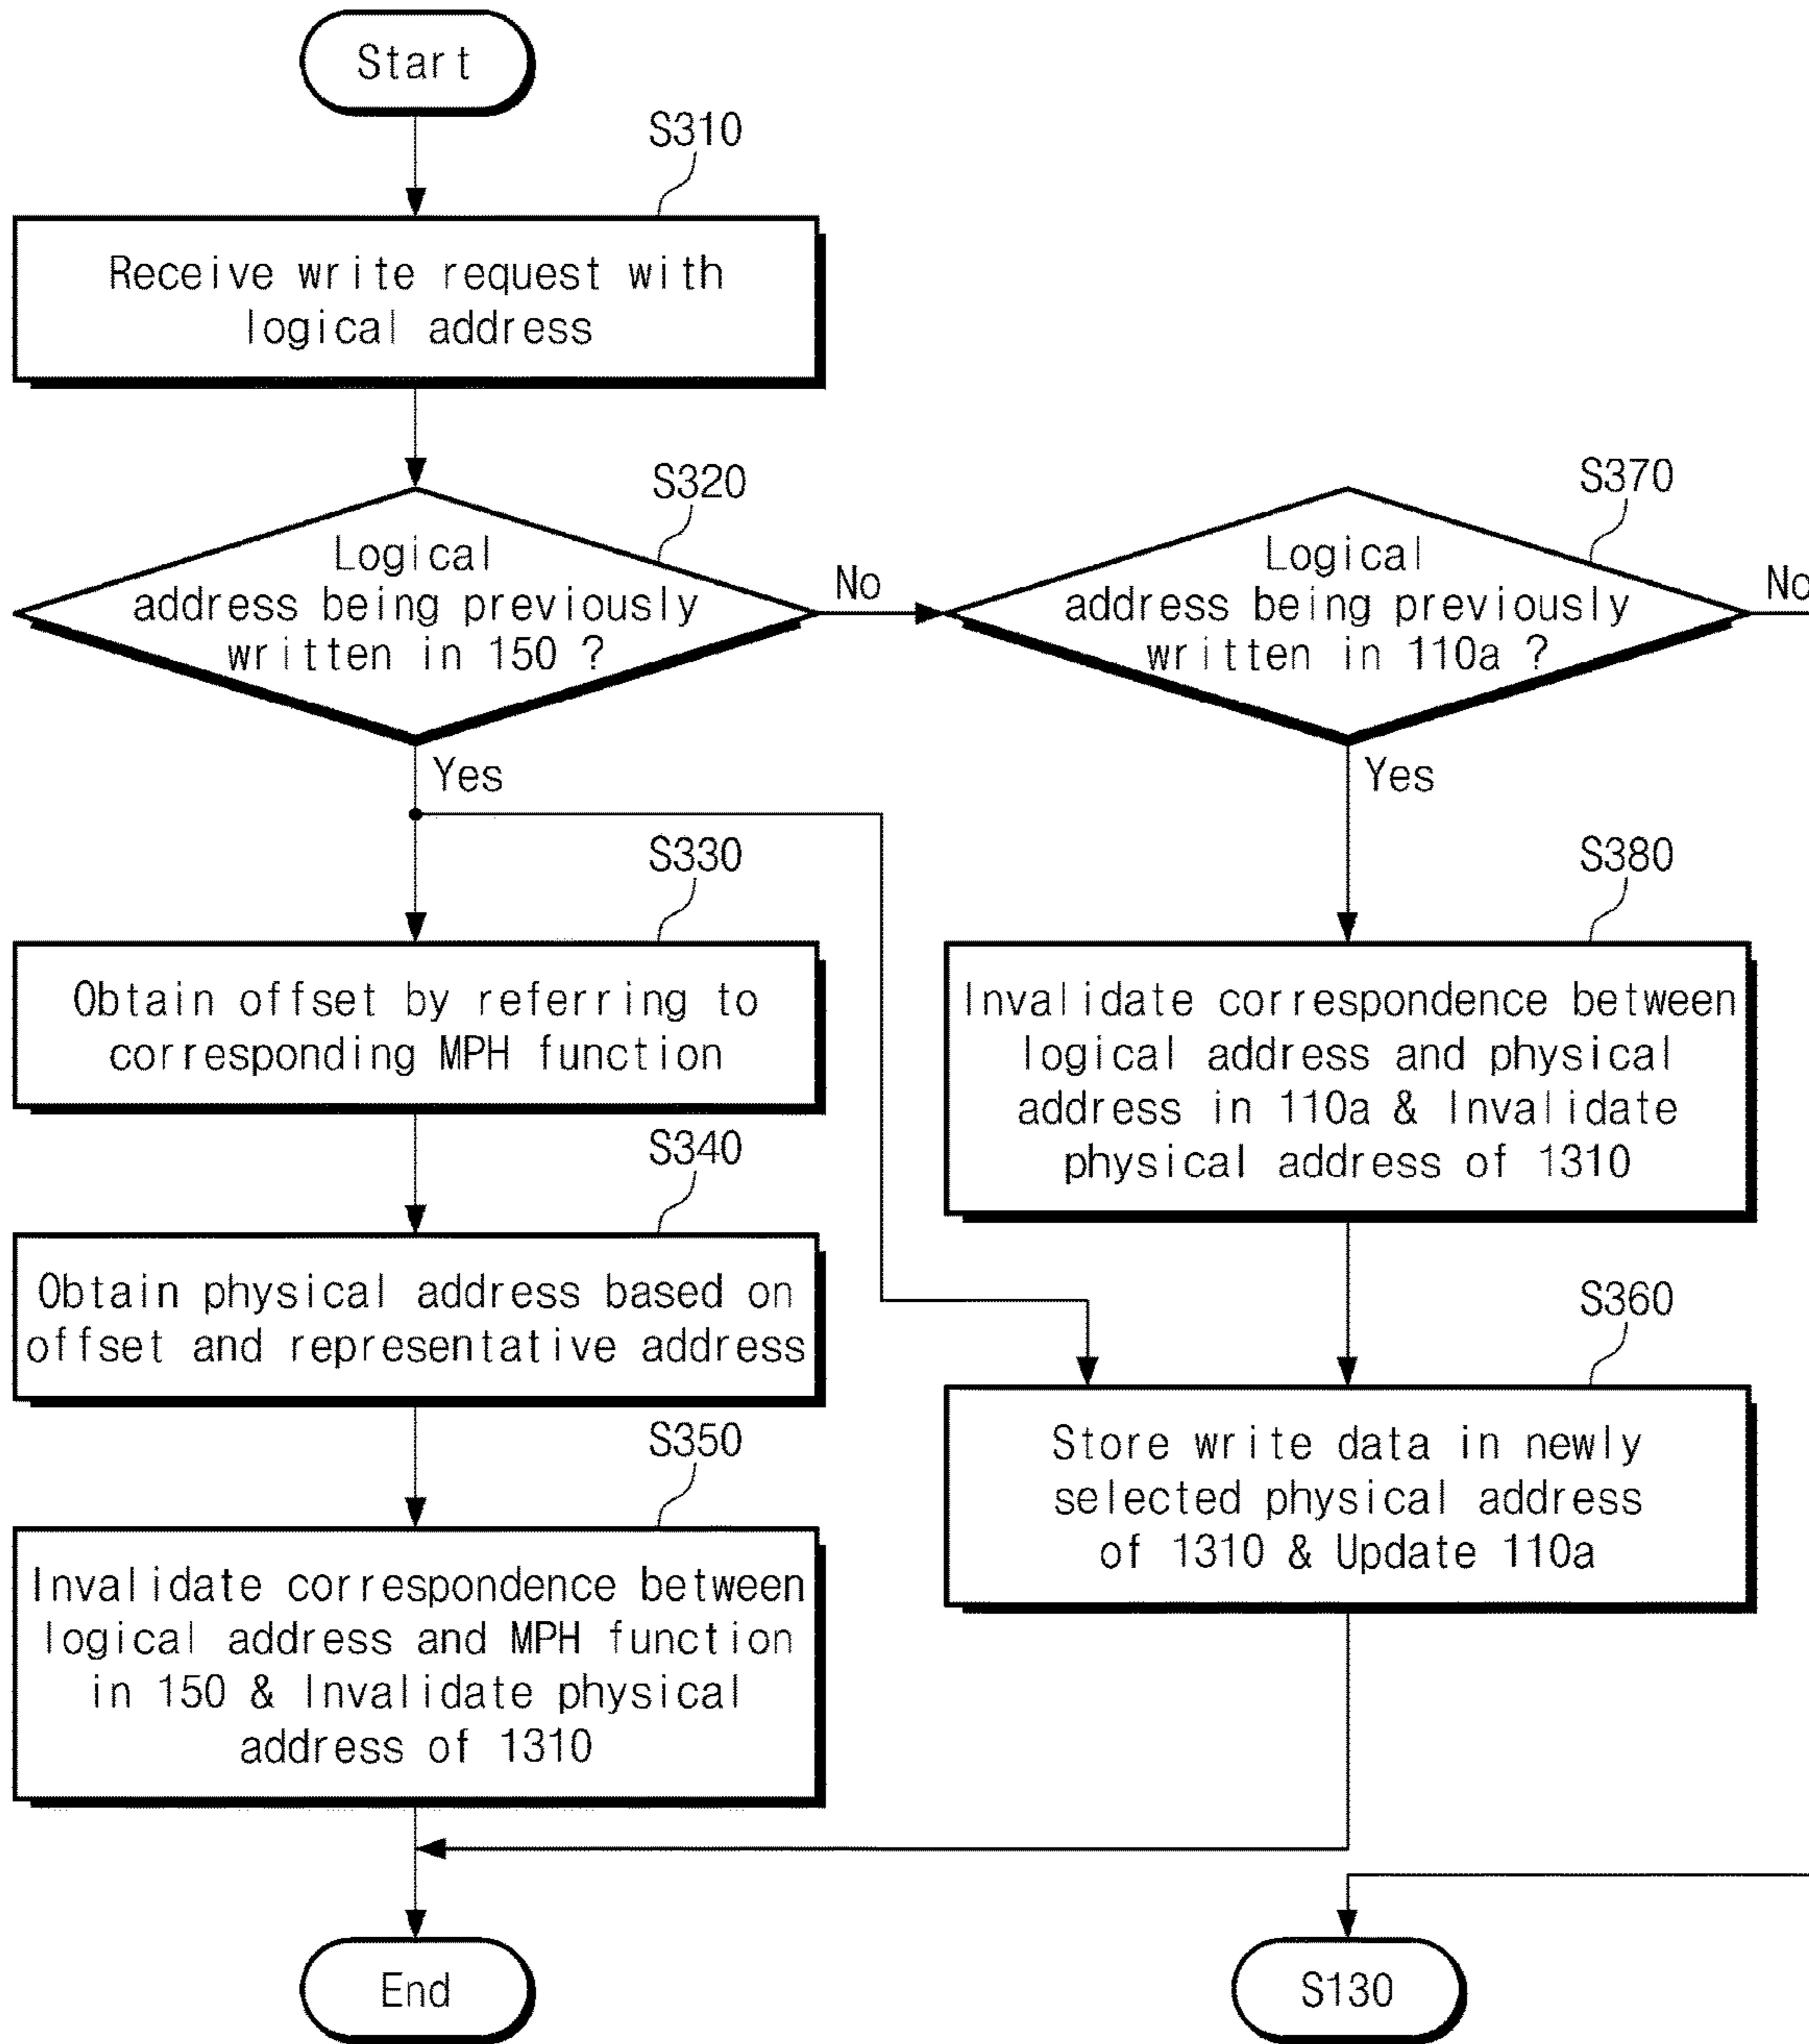 Start
S310
Receive write request with
logical address
S320
Logical
address being previously
written in 150 ?
No
Yes
S370
Logical
address being previously
written in 110a ?
No
Yes
S330
Obtain offset by referring to
corresponding MPH function
S340
Obtain physical address based on
offset and representative address
S350
Invalidate correspondence between
logical address and MPH function
in 150 & Invalidate physical
address of 1310
S380
Invalidate correspondence between
logical address and physical
address in 110a & Invalidate
physical address of 1310
S360
Store write data in newly
selected physical address
of 1310 & Update 110a
End
S130